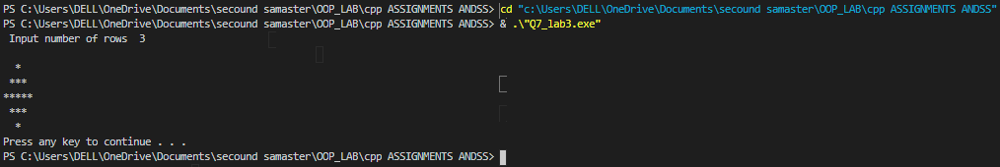 PS C:\Users\DELL\OneDrive\Documents\secound samaster\OOP_LAB\cpp ASSIGNMENTS ANDSS> cd "c:\Users\DELL\OneDrive\Documents\secound samaster\OOP_LAB\cpp ASSIGNMENTS ANDSS"
PS C:\Users\DELL\OneDrive\Documents\secound samaster\OOP_LAB\cpp ASSIGNMENTS ANDSS> & .\"Q7_lab3.exe"
 Input number of rows  3

  *
 ***
*****
 ***
  *
Press any key to continue . . .
PS C:\Users\DELL\OneDrive\Documents\secound samaster\OOP_LAB\cpp ASSIGNMENTS ANDSS>